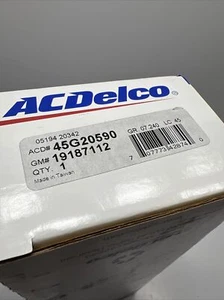 ACDelco
05194 20342
GR. 07.240 LC 45
ACD# 45G20590
GM# 19187112
QTY. 1
Made in Taiwan